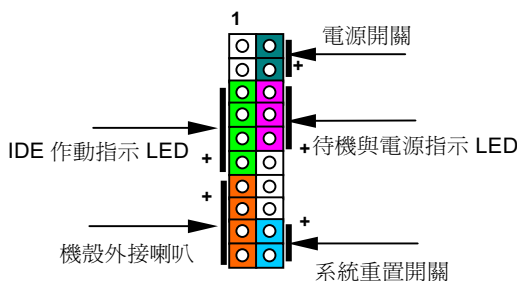 1
電源開關
+
IDE 作動指示 LED
+
+待機與電源指示 LED
+
+
機殼外接喇叭
系統重置開關